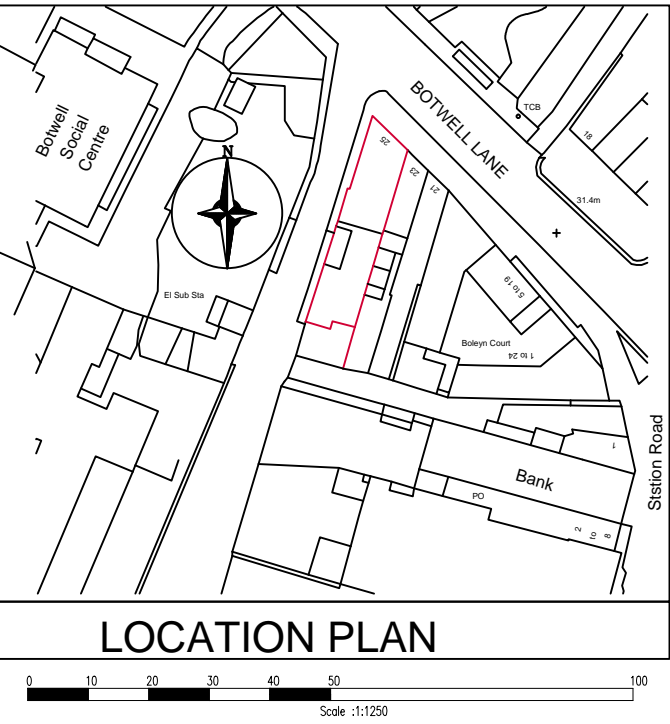 BOTWELL LANE
TCB
18
Botwell
Social
Centre
N
25
23
21
31.4m
+
El Sub Sta
5 to 19
Boleyn Court
1 to 24
1
Bank
PO
2
to
8
Ststion Road
LOCATION PLAN
0 10 20 30 40 50 100
Scale :1:1250